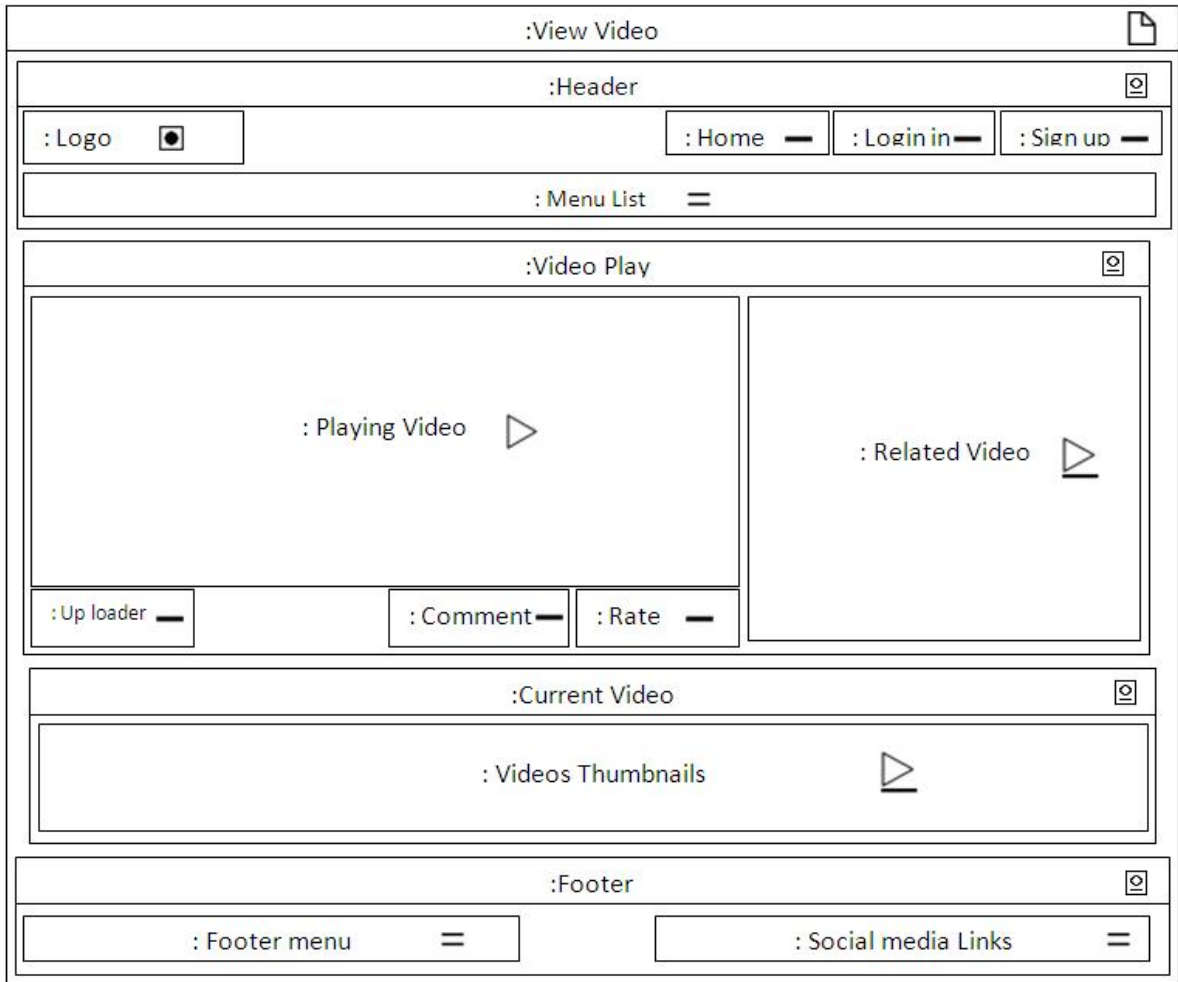 :View Video
:Header
: Logo
: Home
: Login in
: Sign up
: Menu List
:Video Play
: Playing Video
: Related Video
: Up loader
: Comment
: Rate
:Current Video
: Videos Thumbnails
:Footer
: Footer menu
: Social media Links